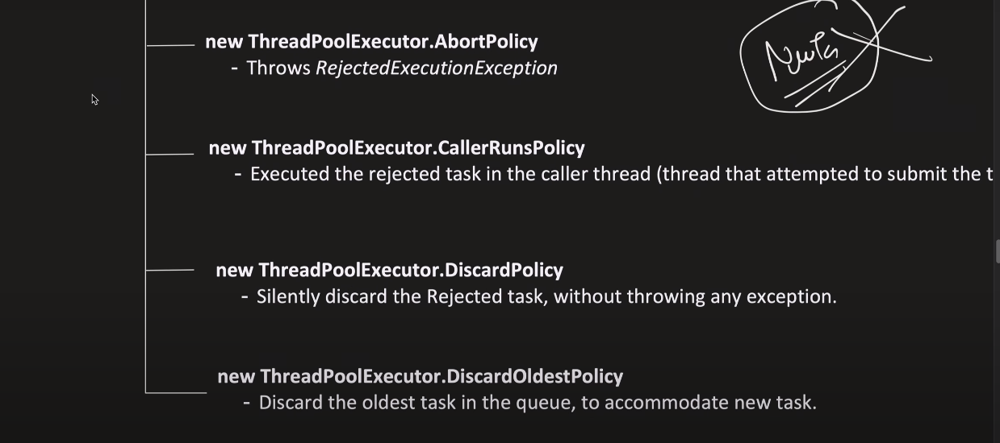 new ThreadPoolExecutor.AbortPolicy
- Throws RejectedExecutionException
new ThreadPoolExecutor.CallerRunsPolicy
- Executed the rejected task in the caller thread (thread that attempted to submit the t
new ThreadPoolExecutor.DiscardPolicy
- Silently discard the Rejected task, without throwing any exception.
new ThreadPoolExecutor.DiscardOldestPolicy
- Discard the oldest task in the queue, to accommodate new task.